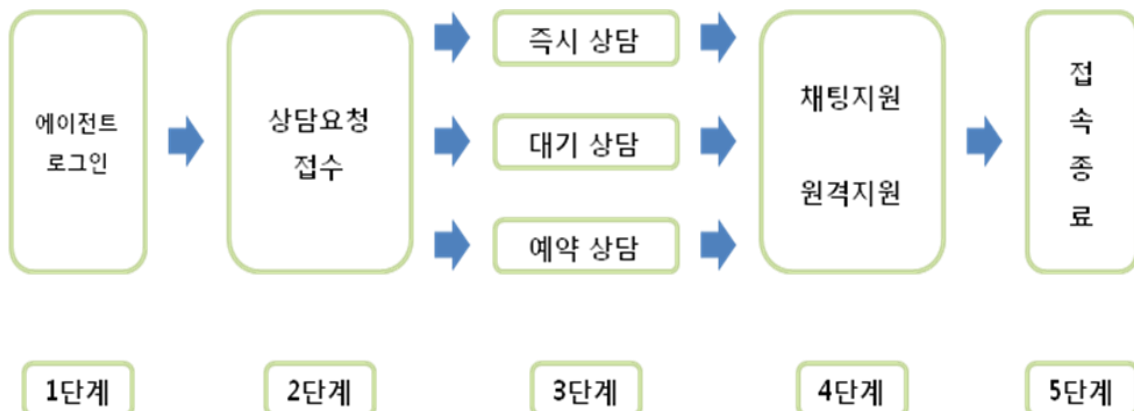 에이전트
로그인
상담요청
접수
즉시 상담
대기 상담
예약 상담
채팅지원
원격지원
접
속
종
료
1단계
2단계
3단계
4단계
5단계